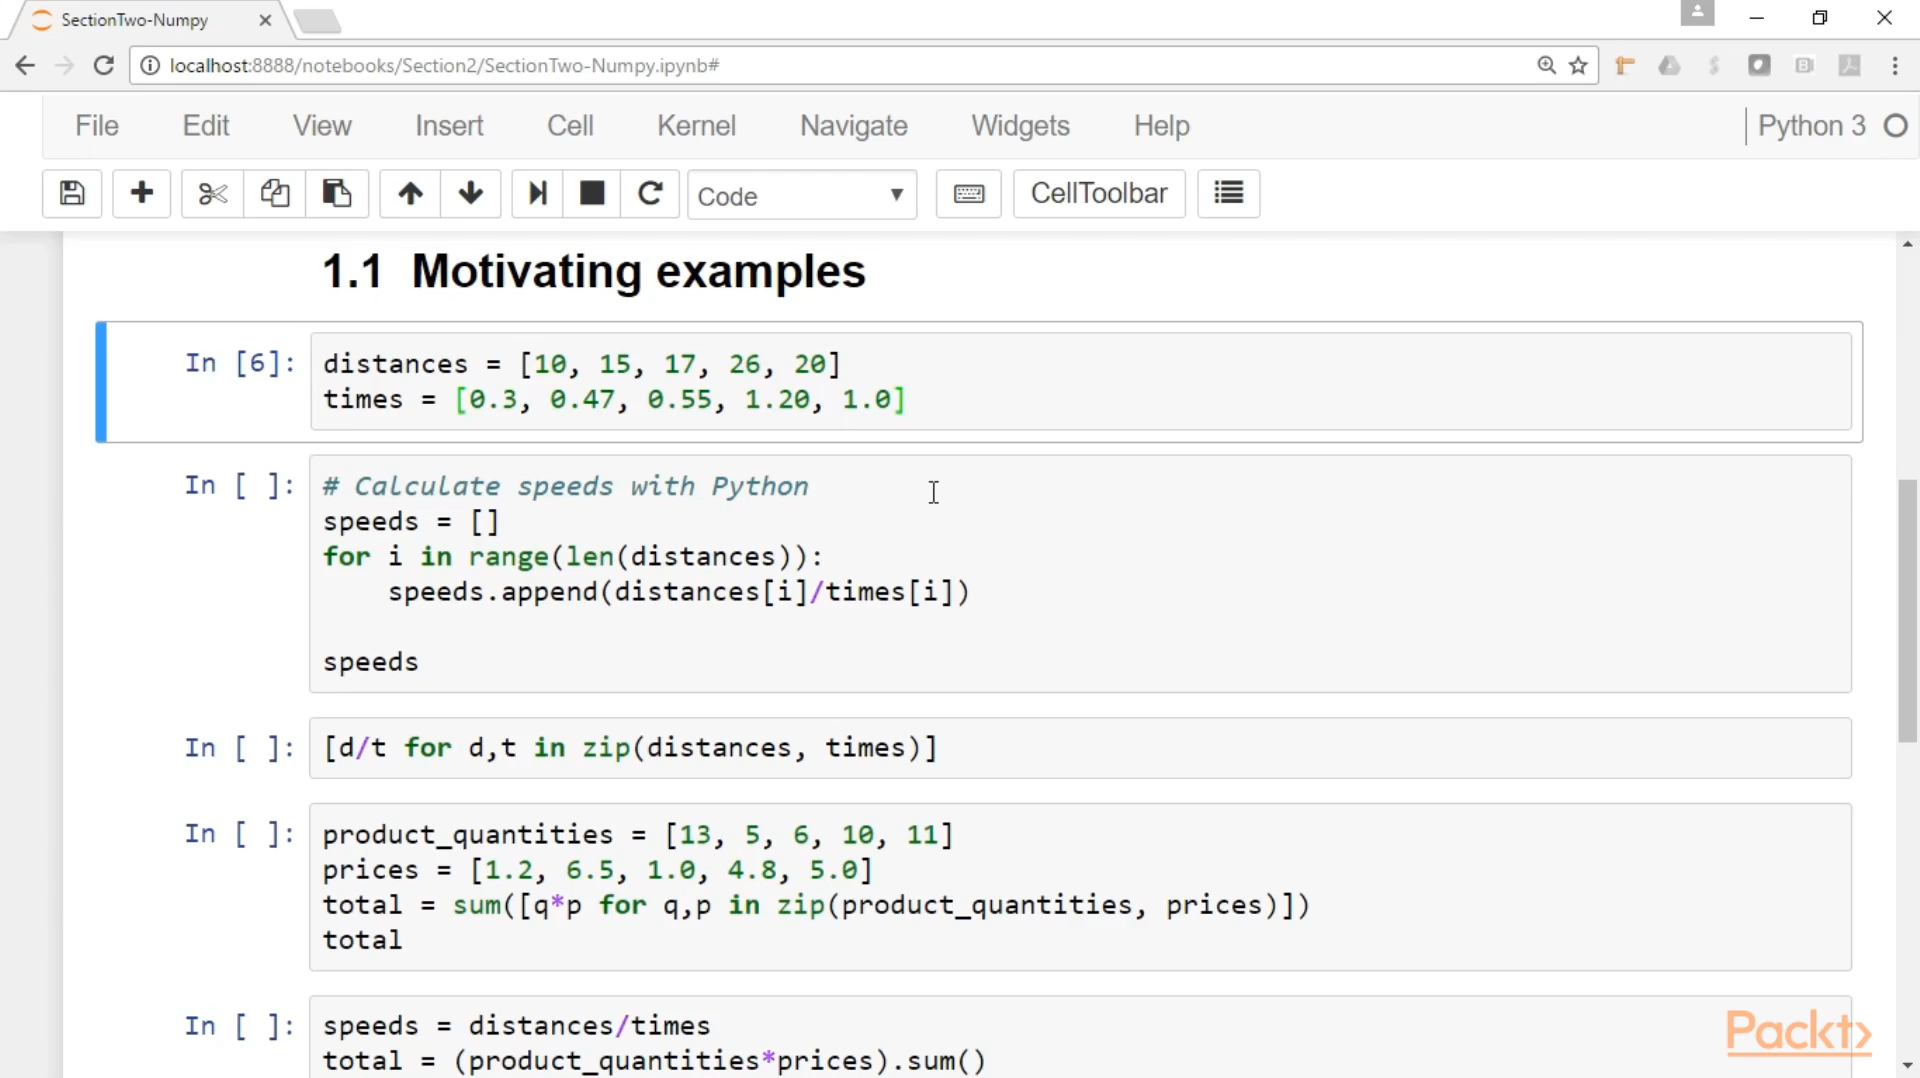 SectionTwo-Numpy
localhost:8888/notebooks/Section2/SectionTwo-Numpy.ipynb#
File Edit View Insert Cell Kernel Navigate Widgets Help Python 3
Code CellToolbar
1.1 Motivating examples
In [6]: distances = [10, 15, 17, 26, 20]
times = [0.3, 0.47, 0.55, 1.20, 1.0]
In [ ]: # Calculate speeds with Python
speeds = []
for i in range(len(distances)):
    speeds.append(distances[i]/times[i])
speeds
In [ ]: [d/t for d,t in zip(distances, times)]
In [ ]: product_quantities = [13, 5, 6, 10, 11]
prices = [1.2, 6.5, 1.0, 4.8, 5.0]
total = sum([q*p for q,p in zip(product_quantities, prices)])
total
In [ ]: speeds = distances/times
total = (product_quantities*prices).sum()
Packt>